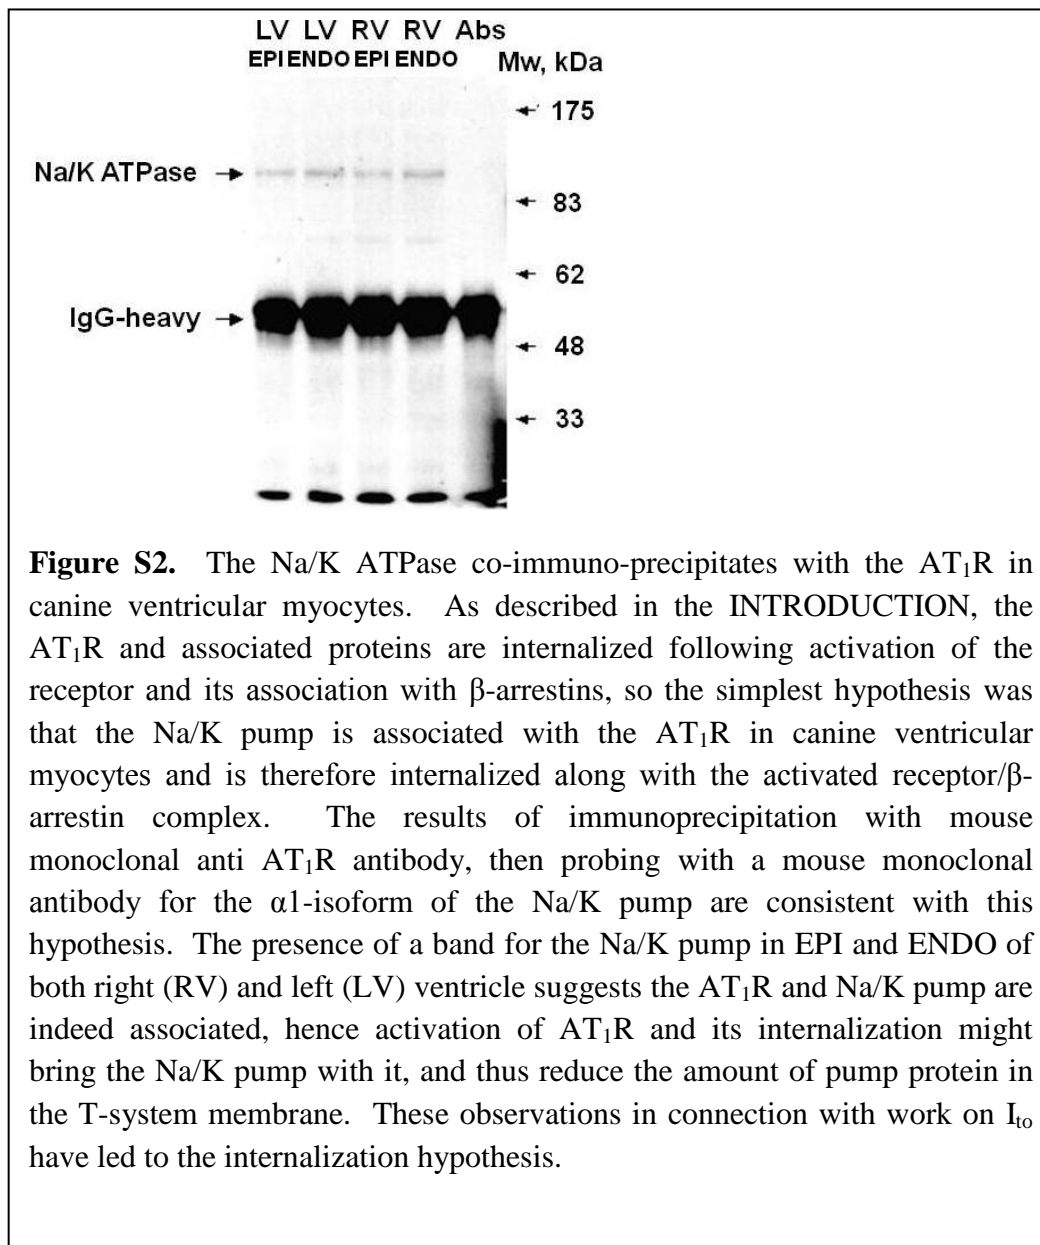 LV LV RV RV Abs
EPI ENDO EPI ENDO
Mw, kDa
175
Na/K ATPase
83
62
IgG-heavy
48
33
Figure S2. The Na/K ATPase co-immuno-precipitates with the AT₁R in
canine ventricular myocytes. As described in the INTRODUCTION, the
AT₁R and associated proteins are internalized following activation of the
receptor and its association with β-arrestins, so the simplest hypothesis was
that the Na/K pump is associated with the AT₁R in canine ventricular
myocytes and is therefore internalized along with the activated receptor/β-
arrestin complex. The results of immunoprecipitation with mouse
monoclonal anti AT₁R antibody, then probing with a mouse monoclonal
antibody for the α1-isoform of the Na/K pump are consistent with this
hypothesis. The presence of a band for the Na/K pump in EPI and ENDO of
both right (RV) and left (LV) ventricle suggests the AT₁R and Na/K pump are
indeed associated, hence activation of AT₁R and its internalization might
bring the Na/K pump with it, and thus reduce the amount of pump protein in
the T-system membrane. These observations in connection with work on Iₜₒ
have led to the internalization hypothesis.